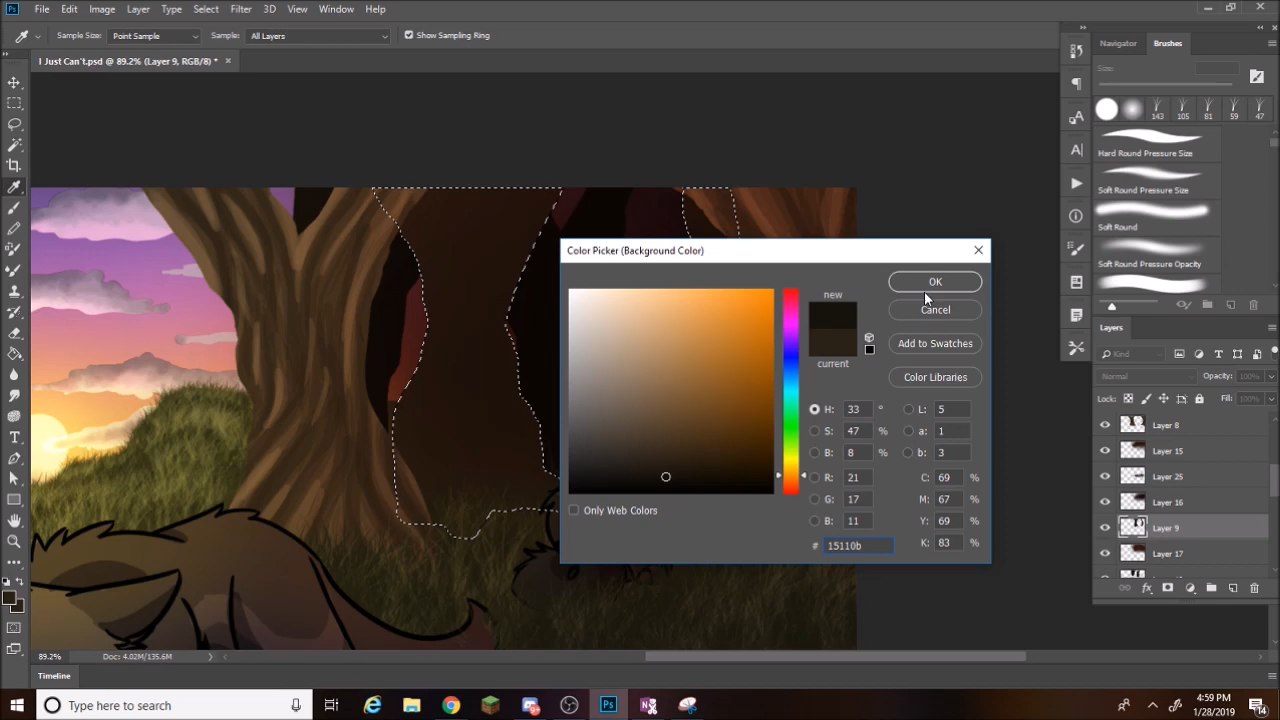 Ps File Edit Image Layer Type Select Filter 3D View Window Help
Sample Size: Point Sample Sample: All Layers Show Sampling Ring
I Just Can't.psd @ 89.2% (Layer 9, RGB/8) * ×
Navigator Brushes
Size:
143 105 81 59 47
Hard Round Pressure Size
Soft Round Pressure Size
Soft Round
Soft Round Pressure Opacity
Color Picker (Background Color)
new
current
OK
Cancel
Add to Swatches
Color Libraries
H: 33 ° L: 5
S: 47 % a: 1
B: 8 % b: 3
R: 21 C: 69 %
G: 17 M: 67 %
B: 11 Y: 69 %
# 15110b K: 83 %
Only Web Colors
Layers
Kind
Normal Opacity: 100%
Lock: Fill: 100%
Layer 8
Layer 15
Layer 25
Layer 16
Layer 9
Layer 17
fx
89.2% Doc: 4.02M/135.6M
Timeline
Type here to search
Ps
4:59 PM
1/28/2019
14